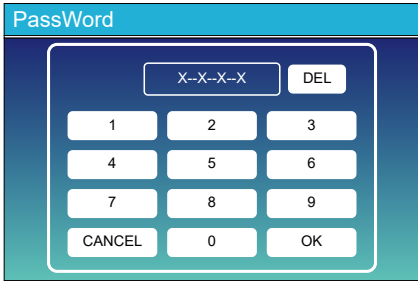 PassWord
X--X--X--X DEL
1 2 3
4 5 6
7 8 9
CANCEL 0 OK